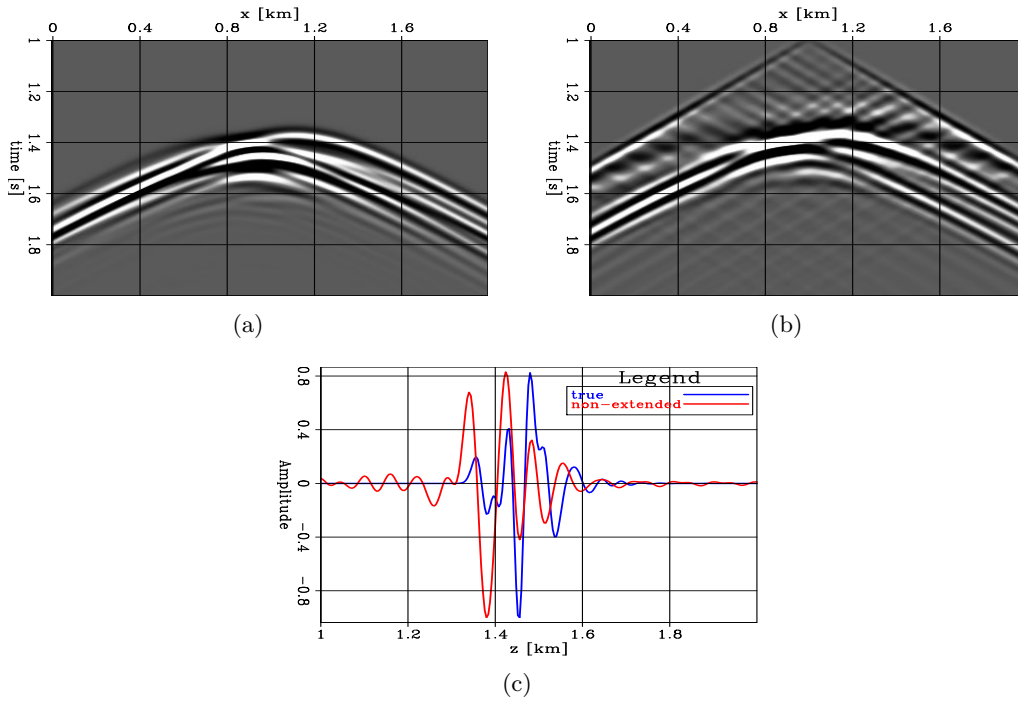 x [km]
0 0.4 0.8 1.2 1.6
1 1.2 1.4 1.6 1.8
time [s]
(a)
x [km]
0 0.4 0.8 1.2 1.6
1 1.2 1.4 1.6 1.8
time [s]
(b)
0.8 0.4 0 −0.4 −0.8
Amplitude
Legend
true
non−extended
1 1.2 1.4 1.6 1.8
z [km]
(c)